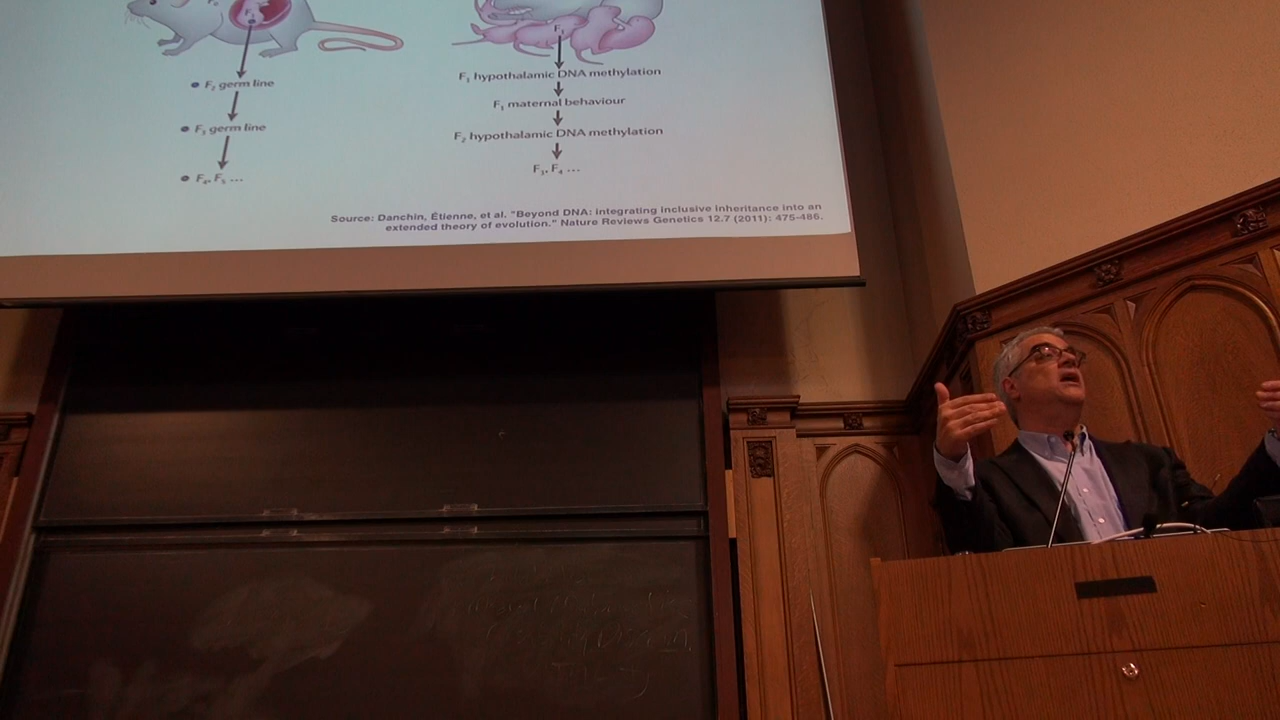 F₂ germ line
F₃ germ line
F₄, F₅ ...
F₁
F₁ hypothalamic DNA methylation
F₁ maternal behaviour
F₂ hypothalamic DNA methylation
F₃, F₄ ...
Source: Danchin, Étienne, et al. "Beyond DNA: integrating inclusive inheritance into an
extended theory of evolution." Nature Reviews Genetics 12.7 (2011): 475-486.